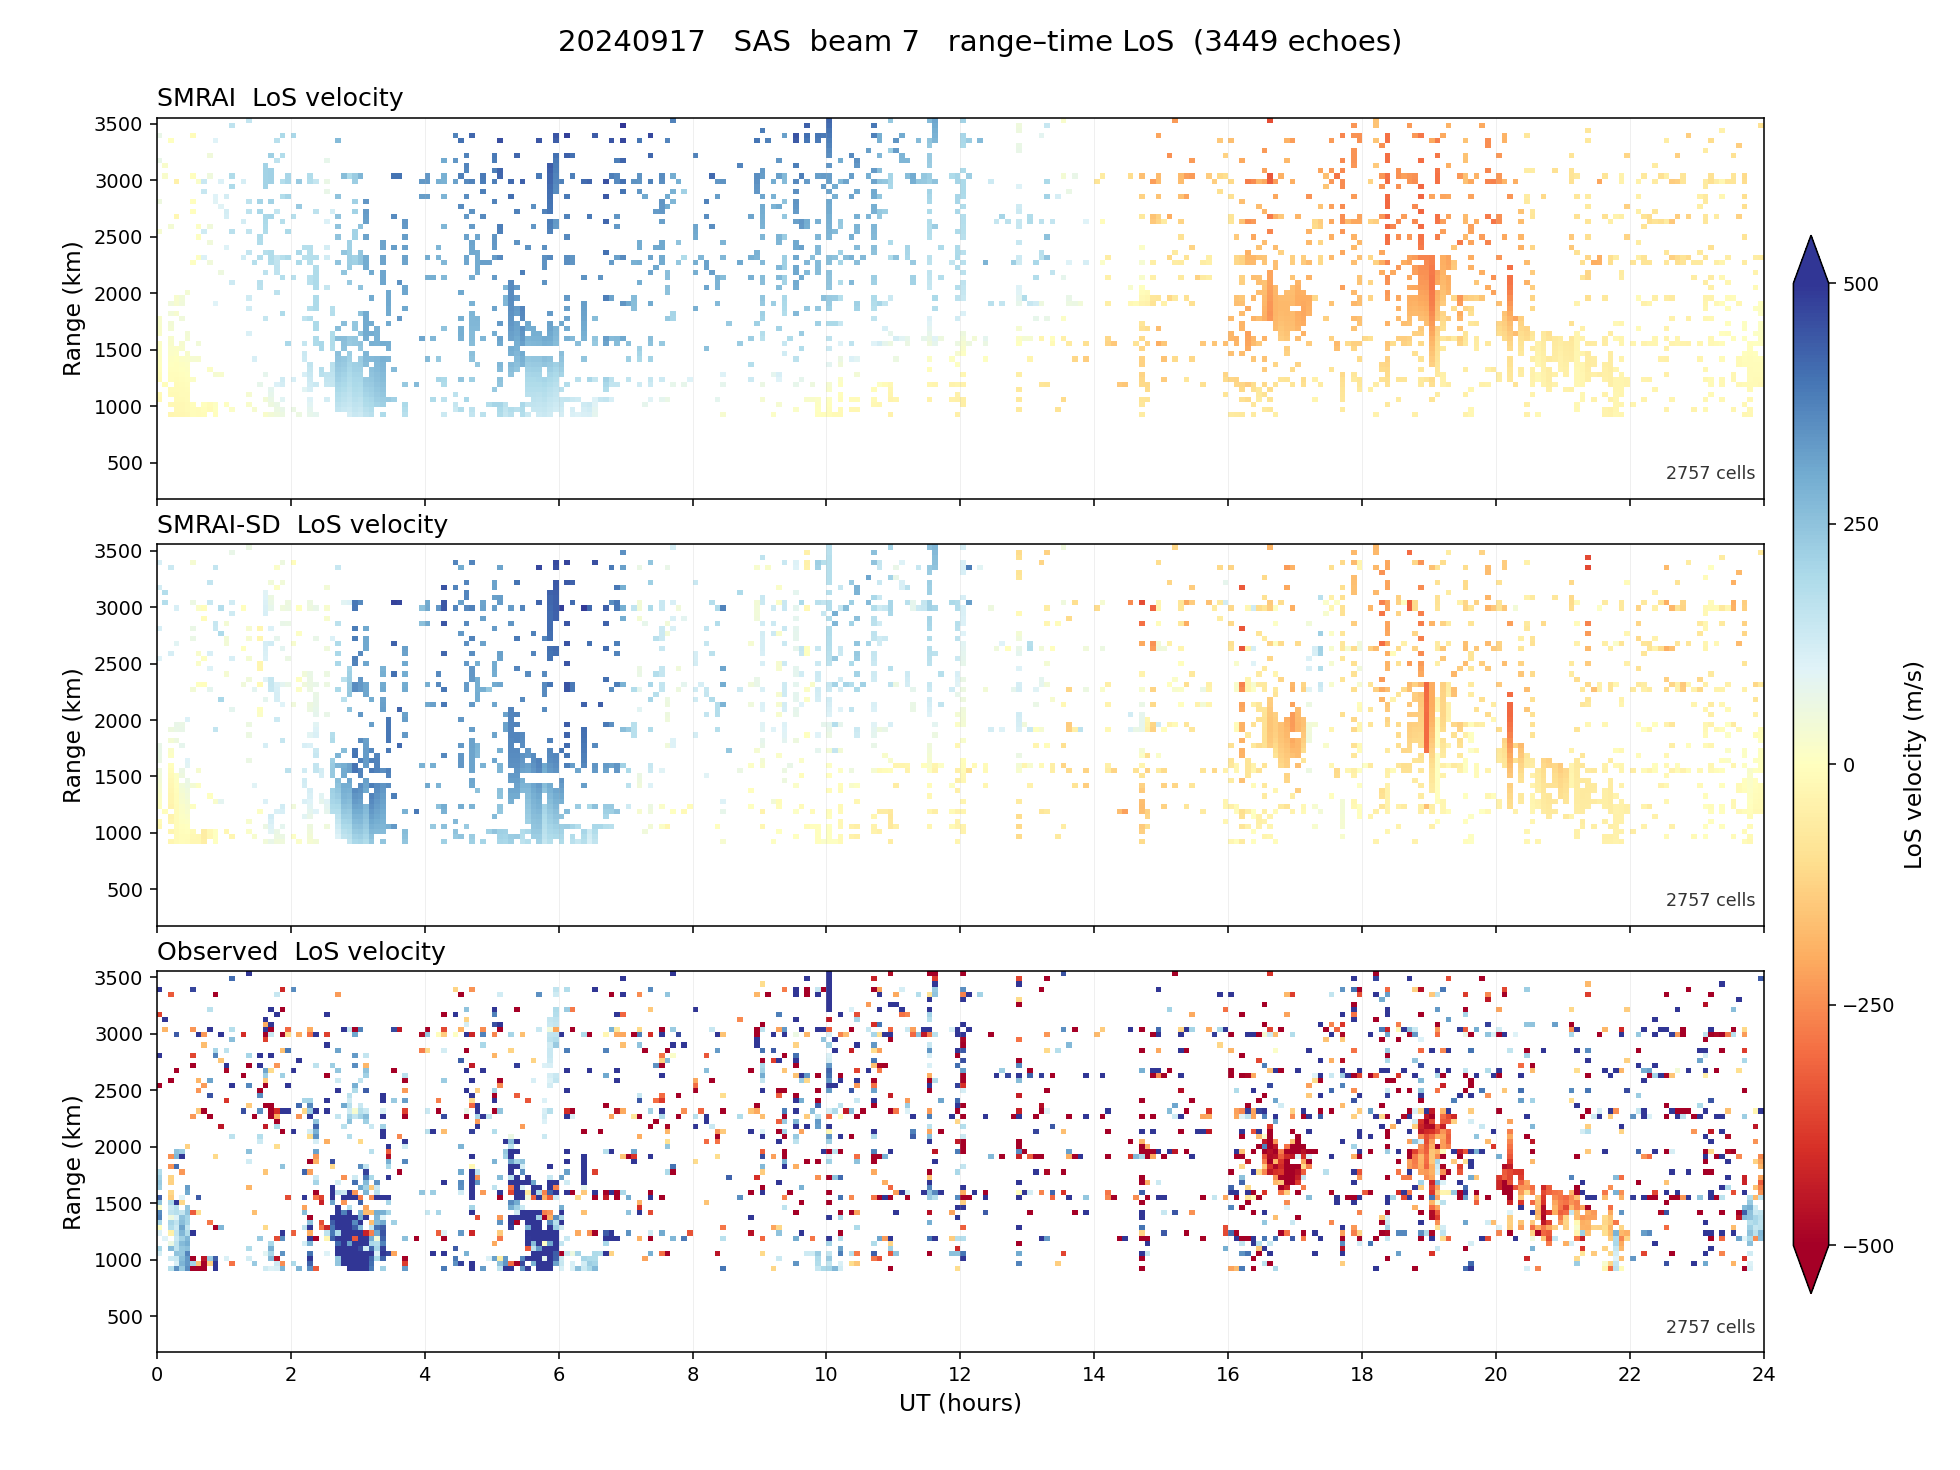 20240917   SAS  beam 7   range–time LoS  (3449 echoes)
SMRAI  LoS velocity
3500
3000
2500
2000
1500
1000
500
Range (km)
2757 cells
SMRAI-SD  LoS velocity
3500
3000
2500
2000
1500
1000
500
Range (km)
2757 cells
Observed  LoS velocity
3500
3000
2500
2000
1500
1000
500
Range (km)
2757 cells
0 2 4 6 8 10 12 14 16 18 20 22 24
UT (hours)
500
250
0
−250
−500
LoS velocity (m/s)